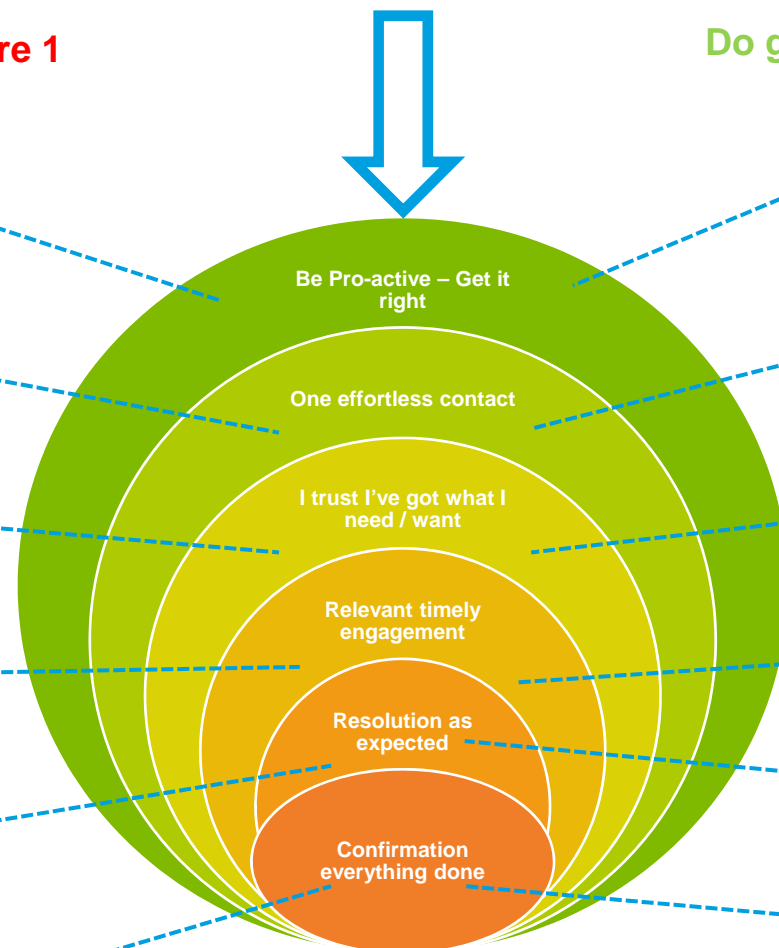 re 1
Do g
Be Pro-active – Get it
right
One effortless contact
I trust I've got what I
need / want
Relevant timely
engagement
Resolution as
expected
Confirmation
everything done